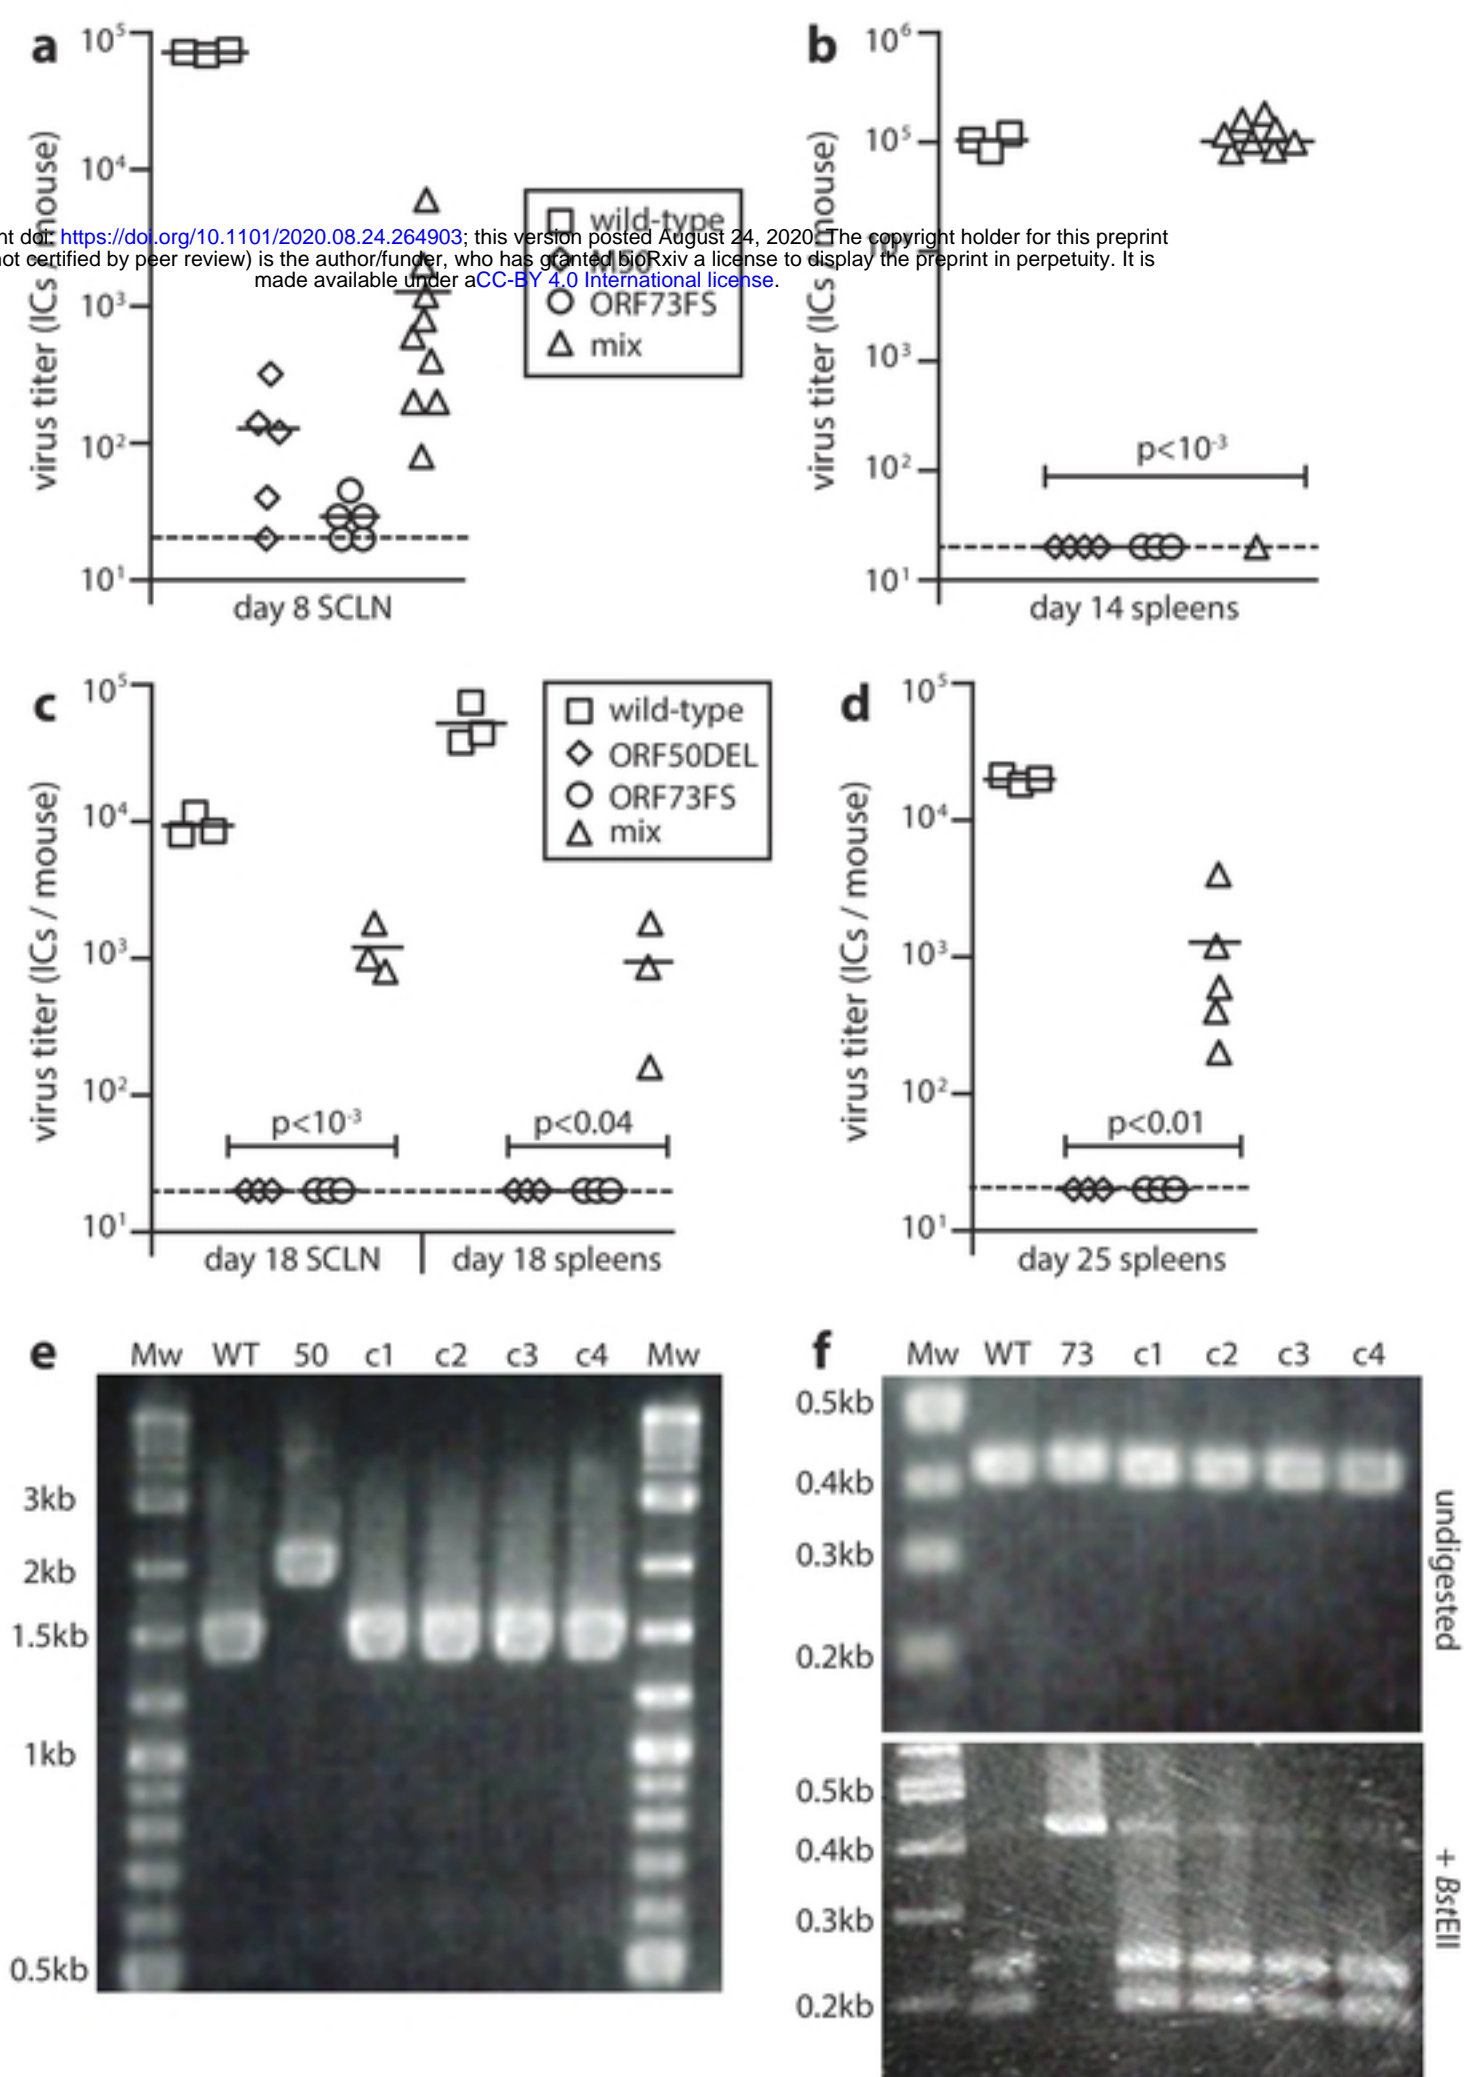 a
10⁵
10⁴
10³
10²
10¹
virus titer (ICs / mouse)
day 8 SCLN
wild-type
M50
ORF73FS
mix
b
10⁶
10⁵
10³
10²
10¹
virus titer (ICs / mouse)
p<10⁻³
day 14 spleens
nt doi: https://doi.org/10.1101/2020.08.24.264903; this version posted August 24, 2020. The copyright holder for this preprint
not certified by peer review) is the author/funder, who has granted bioRxiv a license to display the preprint in perpetuity. It is
made available under aCC-BY 4.0 International license.
c
10⁵
10⁴
10³
10²
10¹
virus titer (ICs / mouse)
p<10⁻³
p<0.04
day 18 SCLN
day 18 spleens
wild-type
ORF50DEL
ORF73FS
mix
d
10⁵
10⁴
10³
10²
10¹
virus titer (ICs / mouse)
p<0.01
day 25 spleens
e
Mw WT 50 c1 c2 c3 c4 Mw
3kb
2kb
1.5kb
1kb
0.5kb
f
Mw WT 73 c1 c2 c3 c4
0.5kb
0.4kb
0.3kb
0.2kb
undigested
0.5kb
0.4kb
0.3kb
0.2kb
+ BstEII